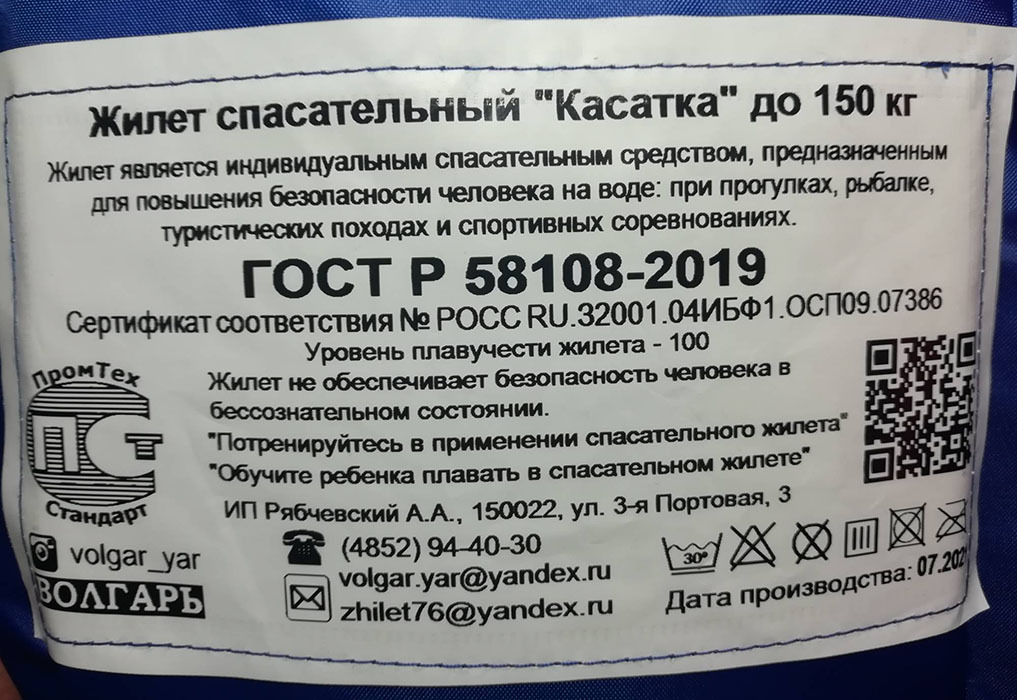 Жилет спасательный "Касатка" до 150 кг
Жилет является индивидуальным спасательным средством, предназначенным
для повышения безопасности человека на воде: при прогулках, рыбалке,
туристических походах и спортивных соревнованиях.
ГОСТ Р 58108-2019
Сертификат соответствия № РОСС RU.32001.04ИБФ1.ОСП09.07386
Уровень плавучести жилета - 100
ПромТех
ПСТ
Стандарт
Жилет не обеспечивает безопасность человека в
бессознательном состоянии.
"Потренируйтесь в применении спасательного жилета"
"Обучите ребенка плавать в спасательном жилете"
ИП Рябчевский А.А., 150022, ул. 3-я Портовая, 3
volgar_yar
ВОЛГАРЬ
(4852) 94-40-30
volgar.yar@yandex.ru
zhilet76@yandex.ru
30°
Дата производства: